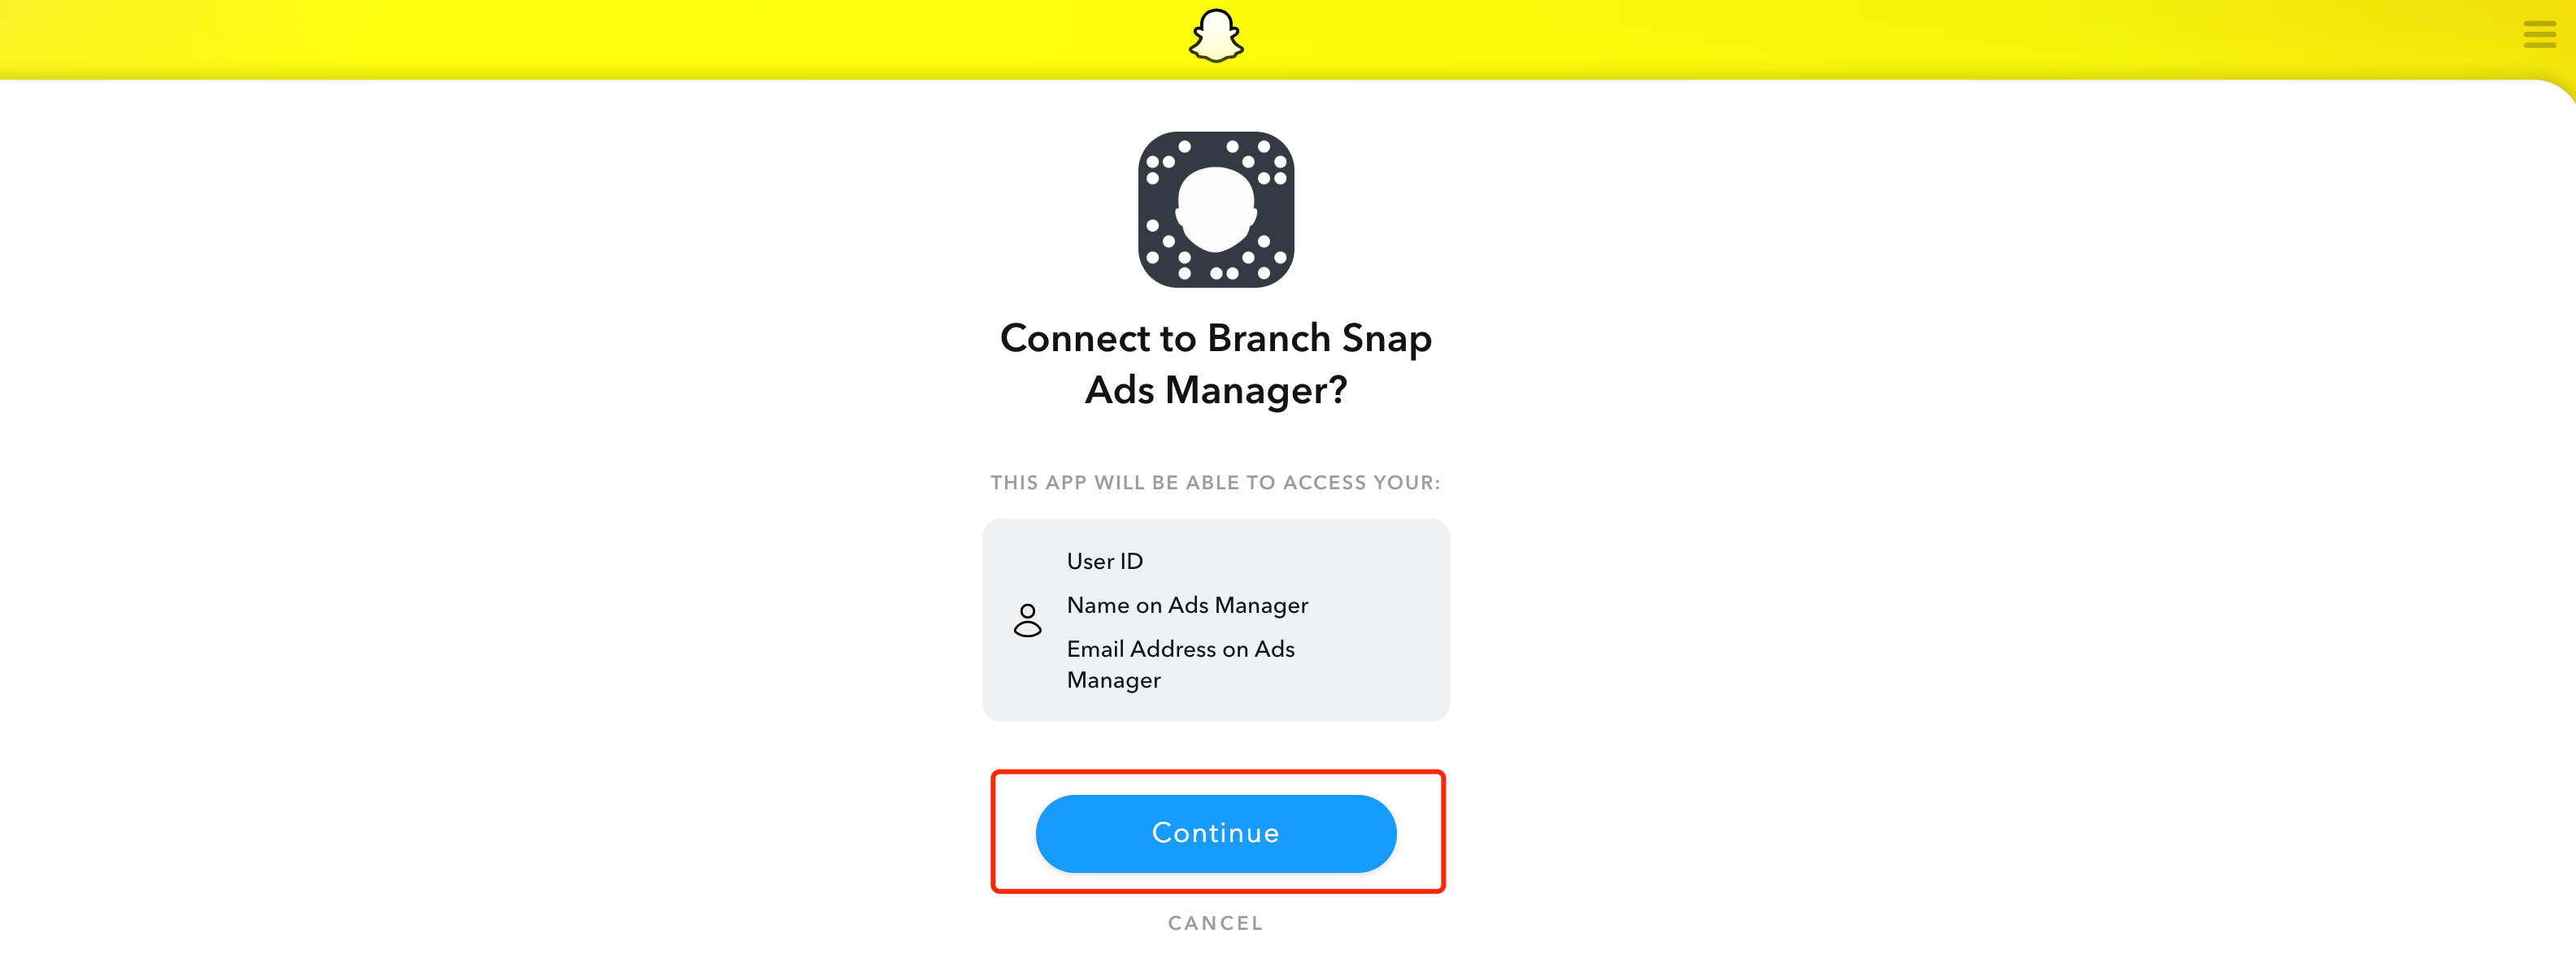 Connect to Branch Snap
Ads Manager?
THIS APP WILL BE ABLE TO ACCESS YOUR:
User ID
Name on Ads Manager
Email Address on Ads
Manager
Continue
CANCEL